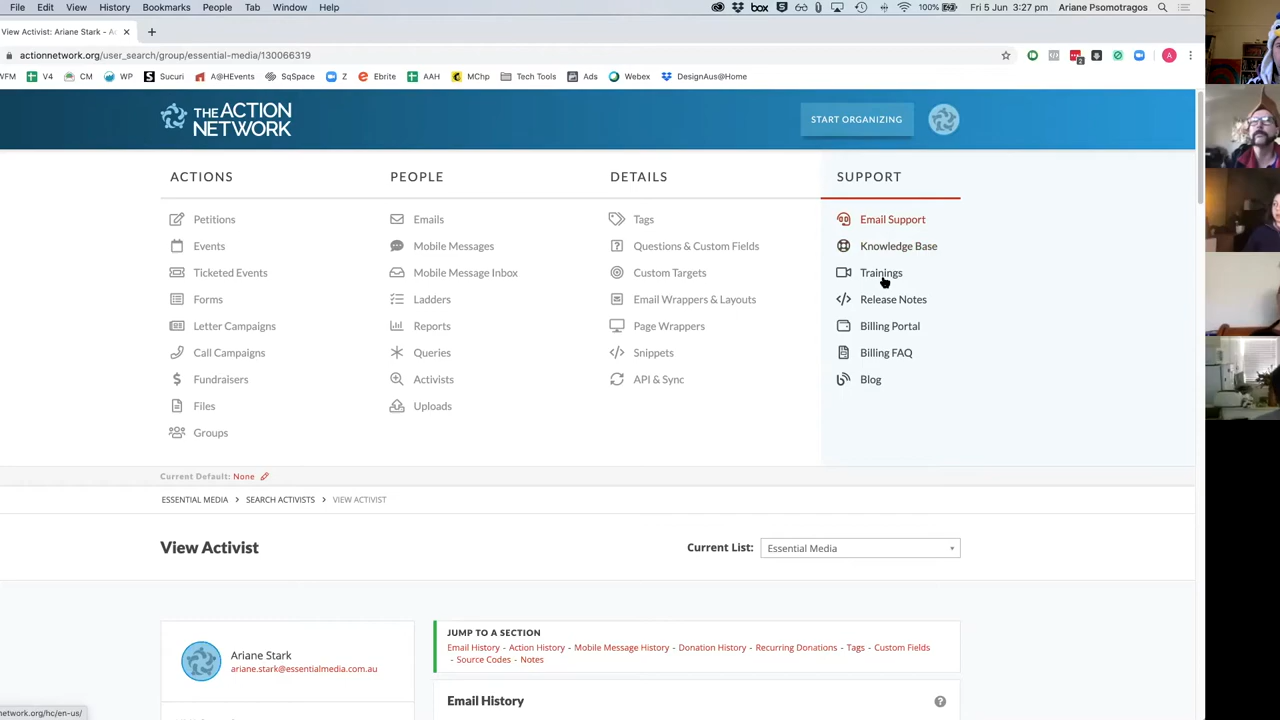 File Edit View History Bookmarks People Tab Window Help box 100% Fri 5 Jun 3:27 pm Ariane Psomotragos
View Activist: Ariane Stark - A
actionnetwork.org/user_search/group/essential-media/130066319
WFM V4 CM WP Sucuri A@HEvents SqSpace Z Ebrite AAH MChp Tech Tools Ads Webex DesignAus@Home
THE ACTION NETWORK
START ORGANIZING
ACTIONS
Petitions
Events
Ticketed Events
Forms
Letter Campaigns
Call Campaigns
Fundraisers
Files
Groups
PEOPLE
Emails
Mobile Messages
Mobile Message Inbox
Ladders
Reports
Queries
Activists
Uploads
DETAILS
Tags
Questions & Custom Fields
Custom Targets
Email Wrappers & Layouts
Page Wrappers
Snippets
API & Sync
SUPPORT
Email Support
Knowledge Base
Trainings
Release Notes
Billing Portal
Billing FAQ
Blog
Current Default: None
ESSENTIAL MEDIA > SEARCH ACTIVISTS > VIEW ACTIVIST
View Activist
Current List: Essential Media
Ariane Stark
ariane.stark@essentialmedia.com.au
JUMP TO A SECTION
Email History - Action History - Mobile Message History - Donation History - Recurring Donations - Tags - Custom Fields
- Source Codes - Notes
Email History
network.org/hc/en-us/